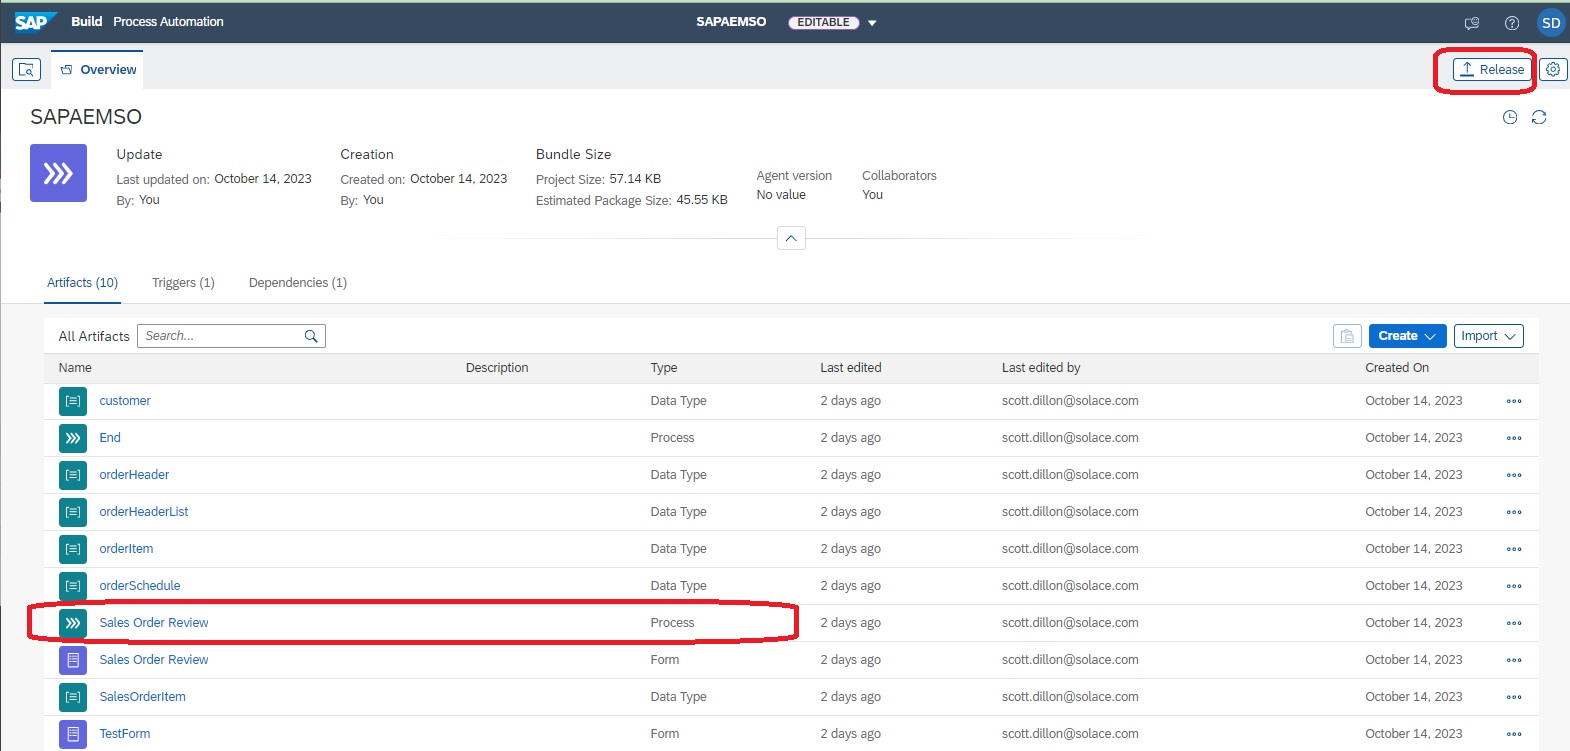 SAP Build Process Automation SAPAEMSO EDITABLE SD
Overview Release
SAPAEMSO
Update Creation Bundle Size
Last updated on: October 14, 2023 Created on: October 14, 2023 Project Size: 57.14 KB Agent version Collaborators
By: You By: You Estimated Package Size: 45.55 KB No value You
Artifacts (10) Triggers (1) Dependencies (1)
All Artifacts Search... Create Import
Name Description Type Last edited Last edited by Created On
customer Data Type 2 days ago scott.dillon@solace.com October 14, 2023
End Process 2 days ago scott.dillon@solace.com October 14, 2023
orderHeader Data Type 2 days ago scott.dillon@solace.com October 14, 2023
orderHeaderList Data Type 2 days ago scott.dillon@solace.com October 14, 2023
orderItem Data Type 2 days ago scott.dillon@solace.com October 14, 2023
orderSchedule Data Type 2 days ago scott.dillon@solace.com October 14, 2023
Sales Order Review Process 2 days ago scott.dillon@solace.com October 14, 2023
Sales Order Review Form 2 days ago scott.dillon@solace.com October 14, 2023
SalesOrderItem Data Type 2 days ago scott.dillon@solace.com October 14, 2023
TestForm Form 2 days ago scott.dillon@solace.com October 14, 2023